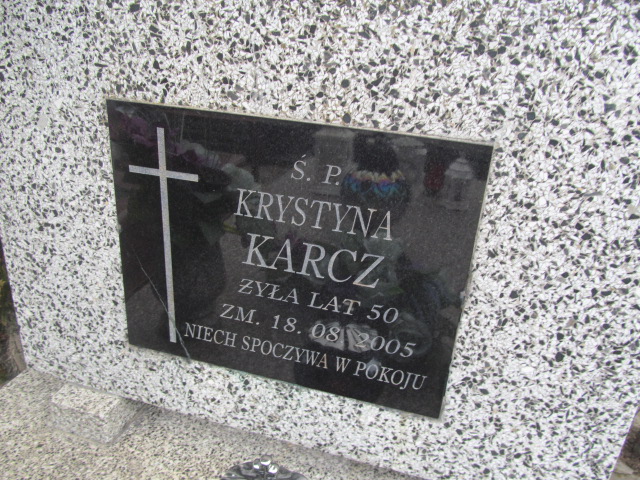 Ś. P.
KRYSTYNA
KARCZ
ŻYŁA LAT 50
ZM. 18. 08. 2005
NIECH SPOCZYWA W POKOJU